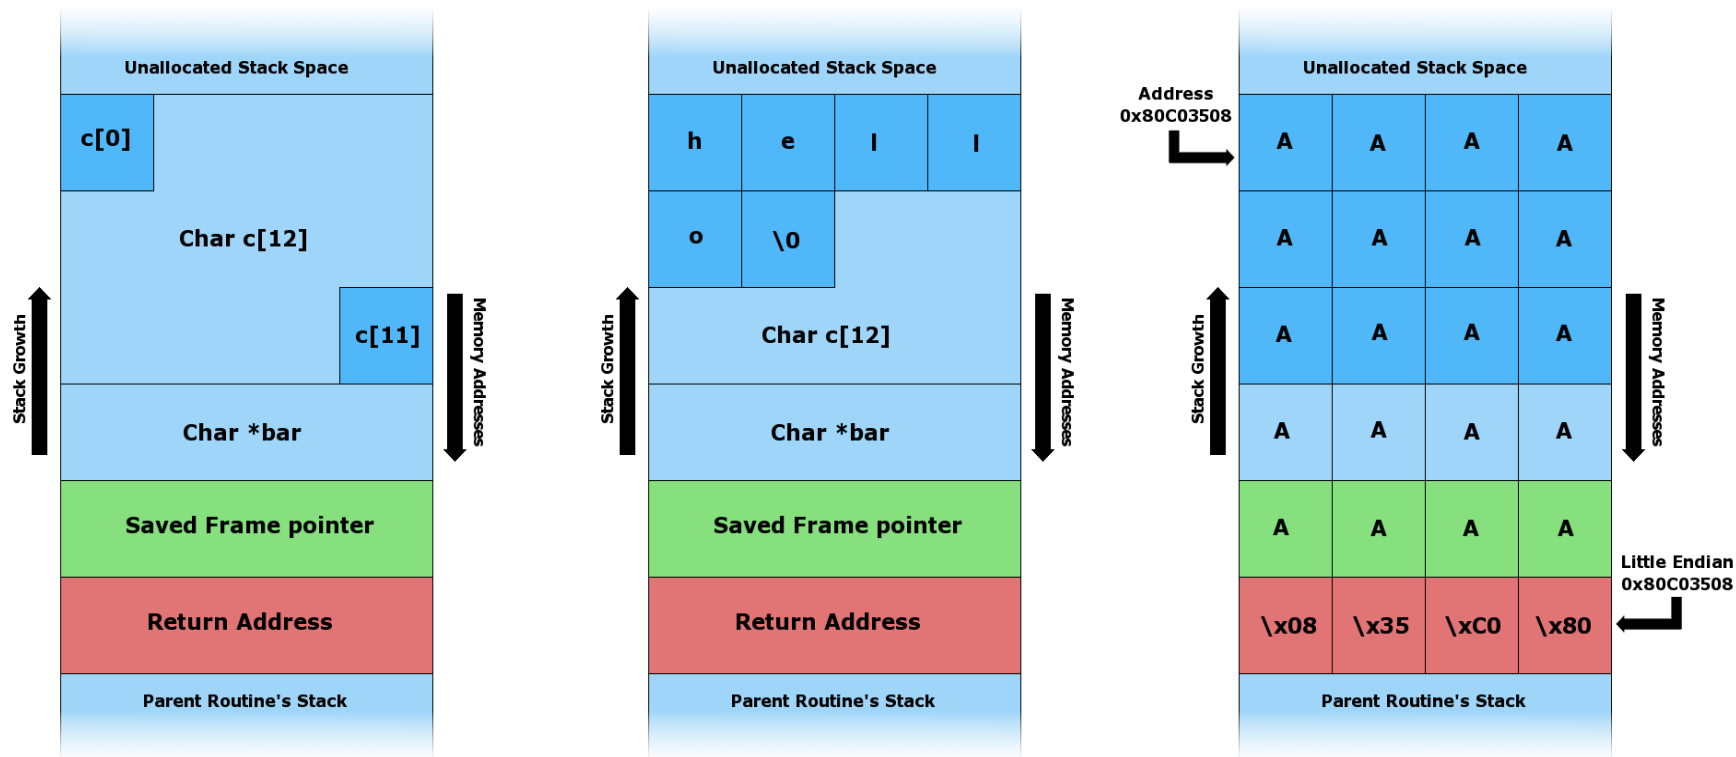 Unallocated Stack Space
c[0]
Char c[12]
c[11]
Stack Growth
Memory Addresses
Char *bar
Saved Frame pointer
Return Address
Parent Routine's Stack
Unallocated Stack Space
h e l l
o \0
Char c[12]
Stack Growth
Memory Addresses
Char *bar
Saved Frame pointer
Return Address
Parent Routine's Stack
Unallocated Stack Space
Address
0x80C03508
A A A A
A A A A
A A A A
Stack Growth
Memory Addresses
A A A A
A A A A
Little Endian
0x80C03508
\x08 \x35 \xC0 \x80
Parent Routine's Stack